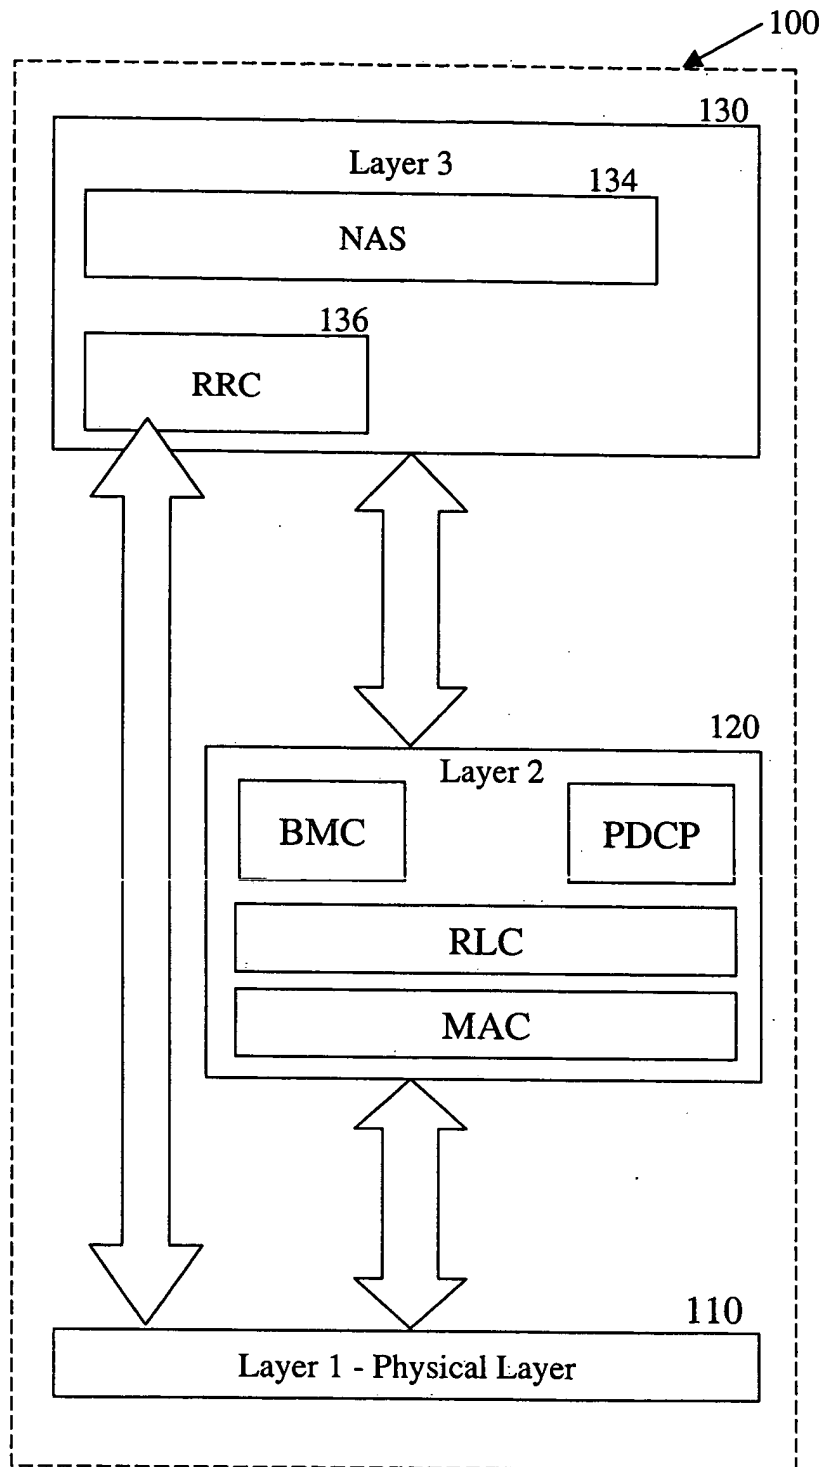 100
130
Layer 3
134
NAS
136
RRC
120
Layer 2
BMC
PDCP
RLC
MAC
110
Layer 1 - Physical Layer